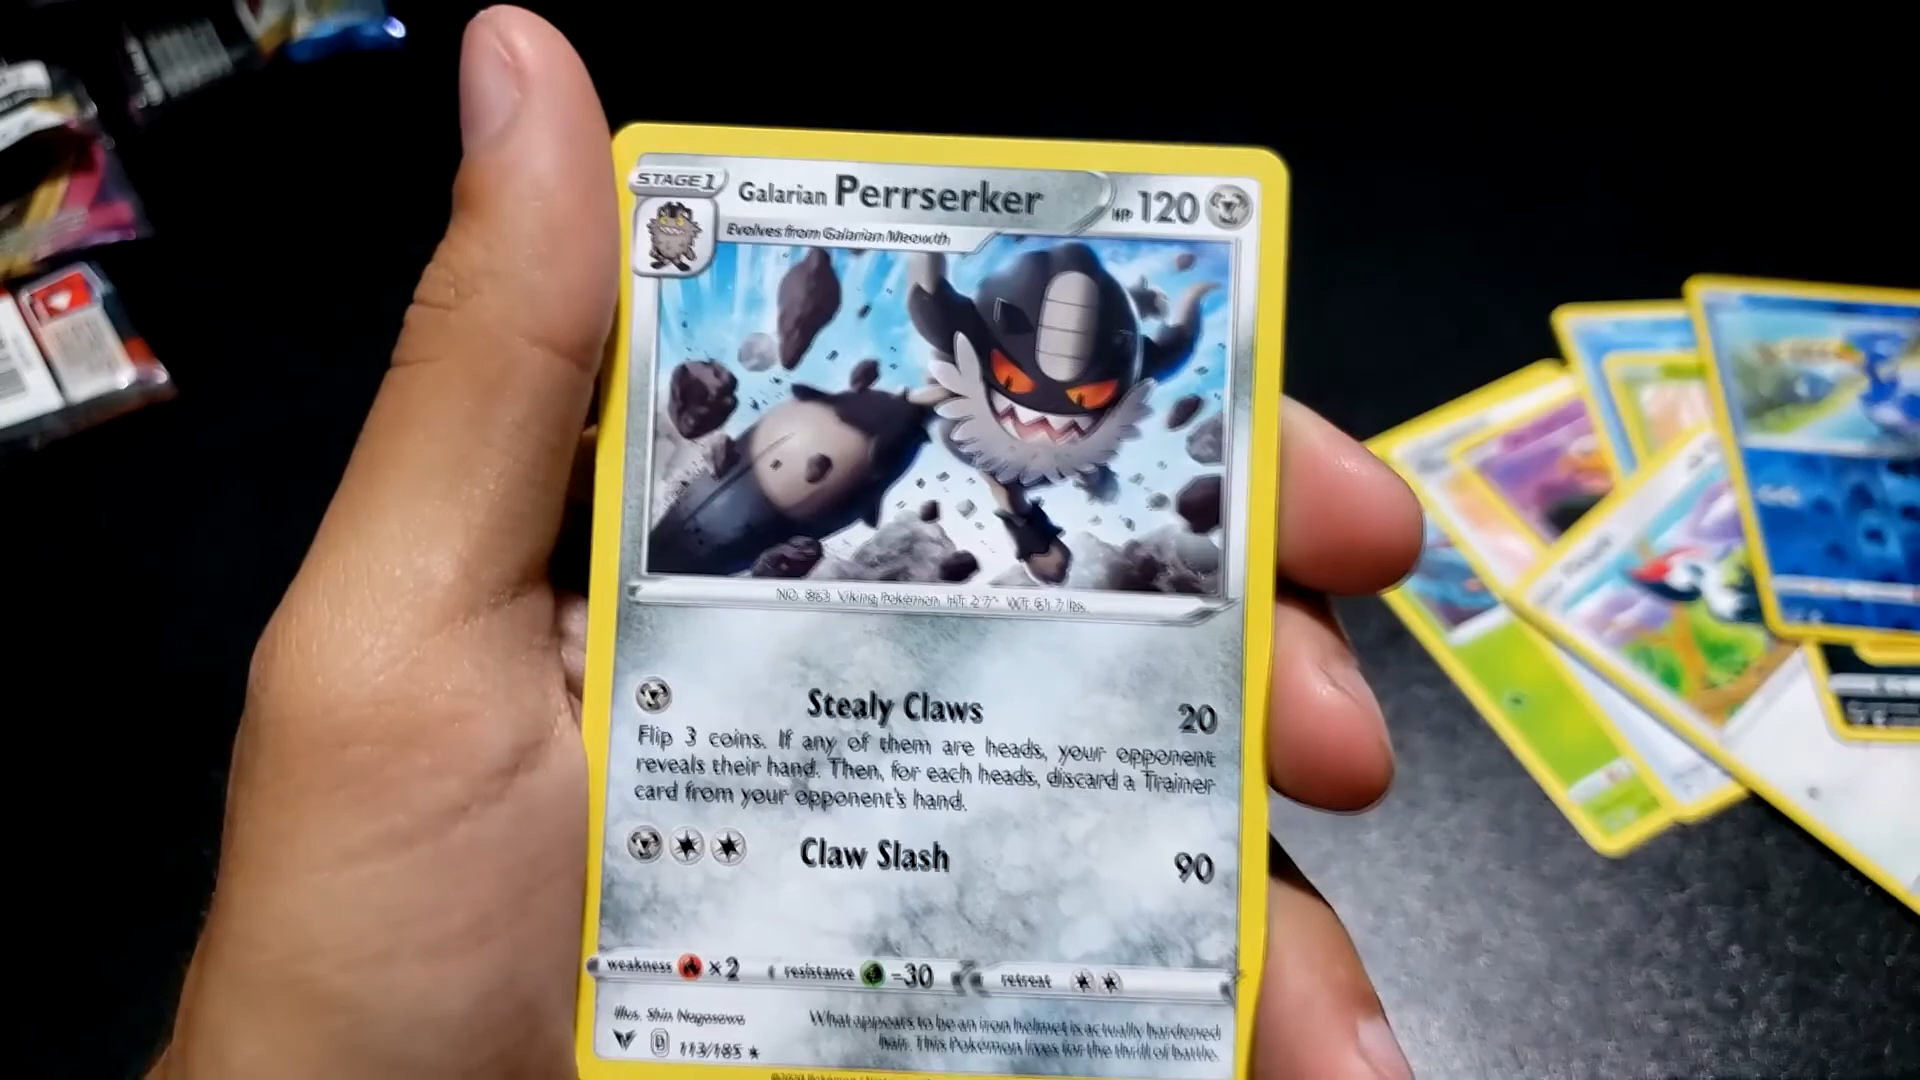 STAGE 1
Galarian Perrserker
HP 120
Evolves from Galarian Meowth
NO. 863 Viking Pokémon HT: 2'7" WT: 61.7 lbs.
Stealy Claws 20
Flip 3 coins. If any of them are heads, your opponent
reveals their hand. Then, for each heads, discard a Trainer
card from your opponent's hand.
Claw Slash 90
weakness ×2 resistance -30 retreat
Illus. Shin Nagasawa
What appears to be an iron helmet is actually hardened
hair. This Pokémon lives for the thrill of battle.
D 113/185